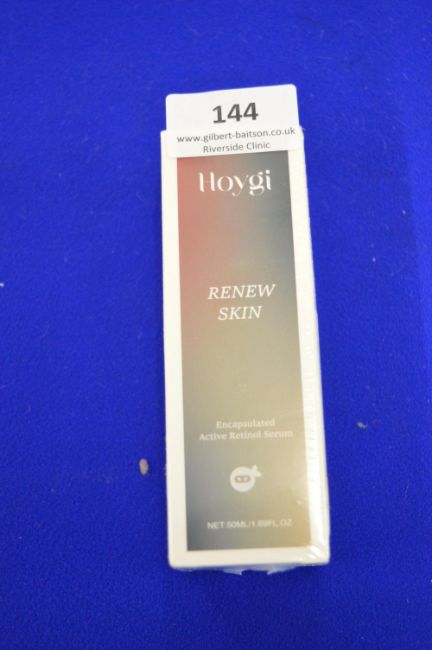 144
www.gilbert-baitson.co.uk
Riverside Clinic
Hoygi
RENEW
SKIN
Encapsulated
Active Retinol Serum
NET:50ML/1.69FL.OZ